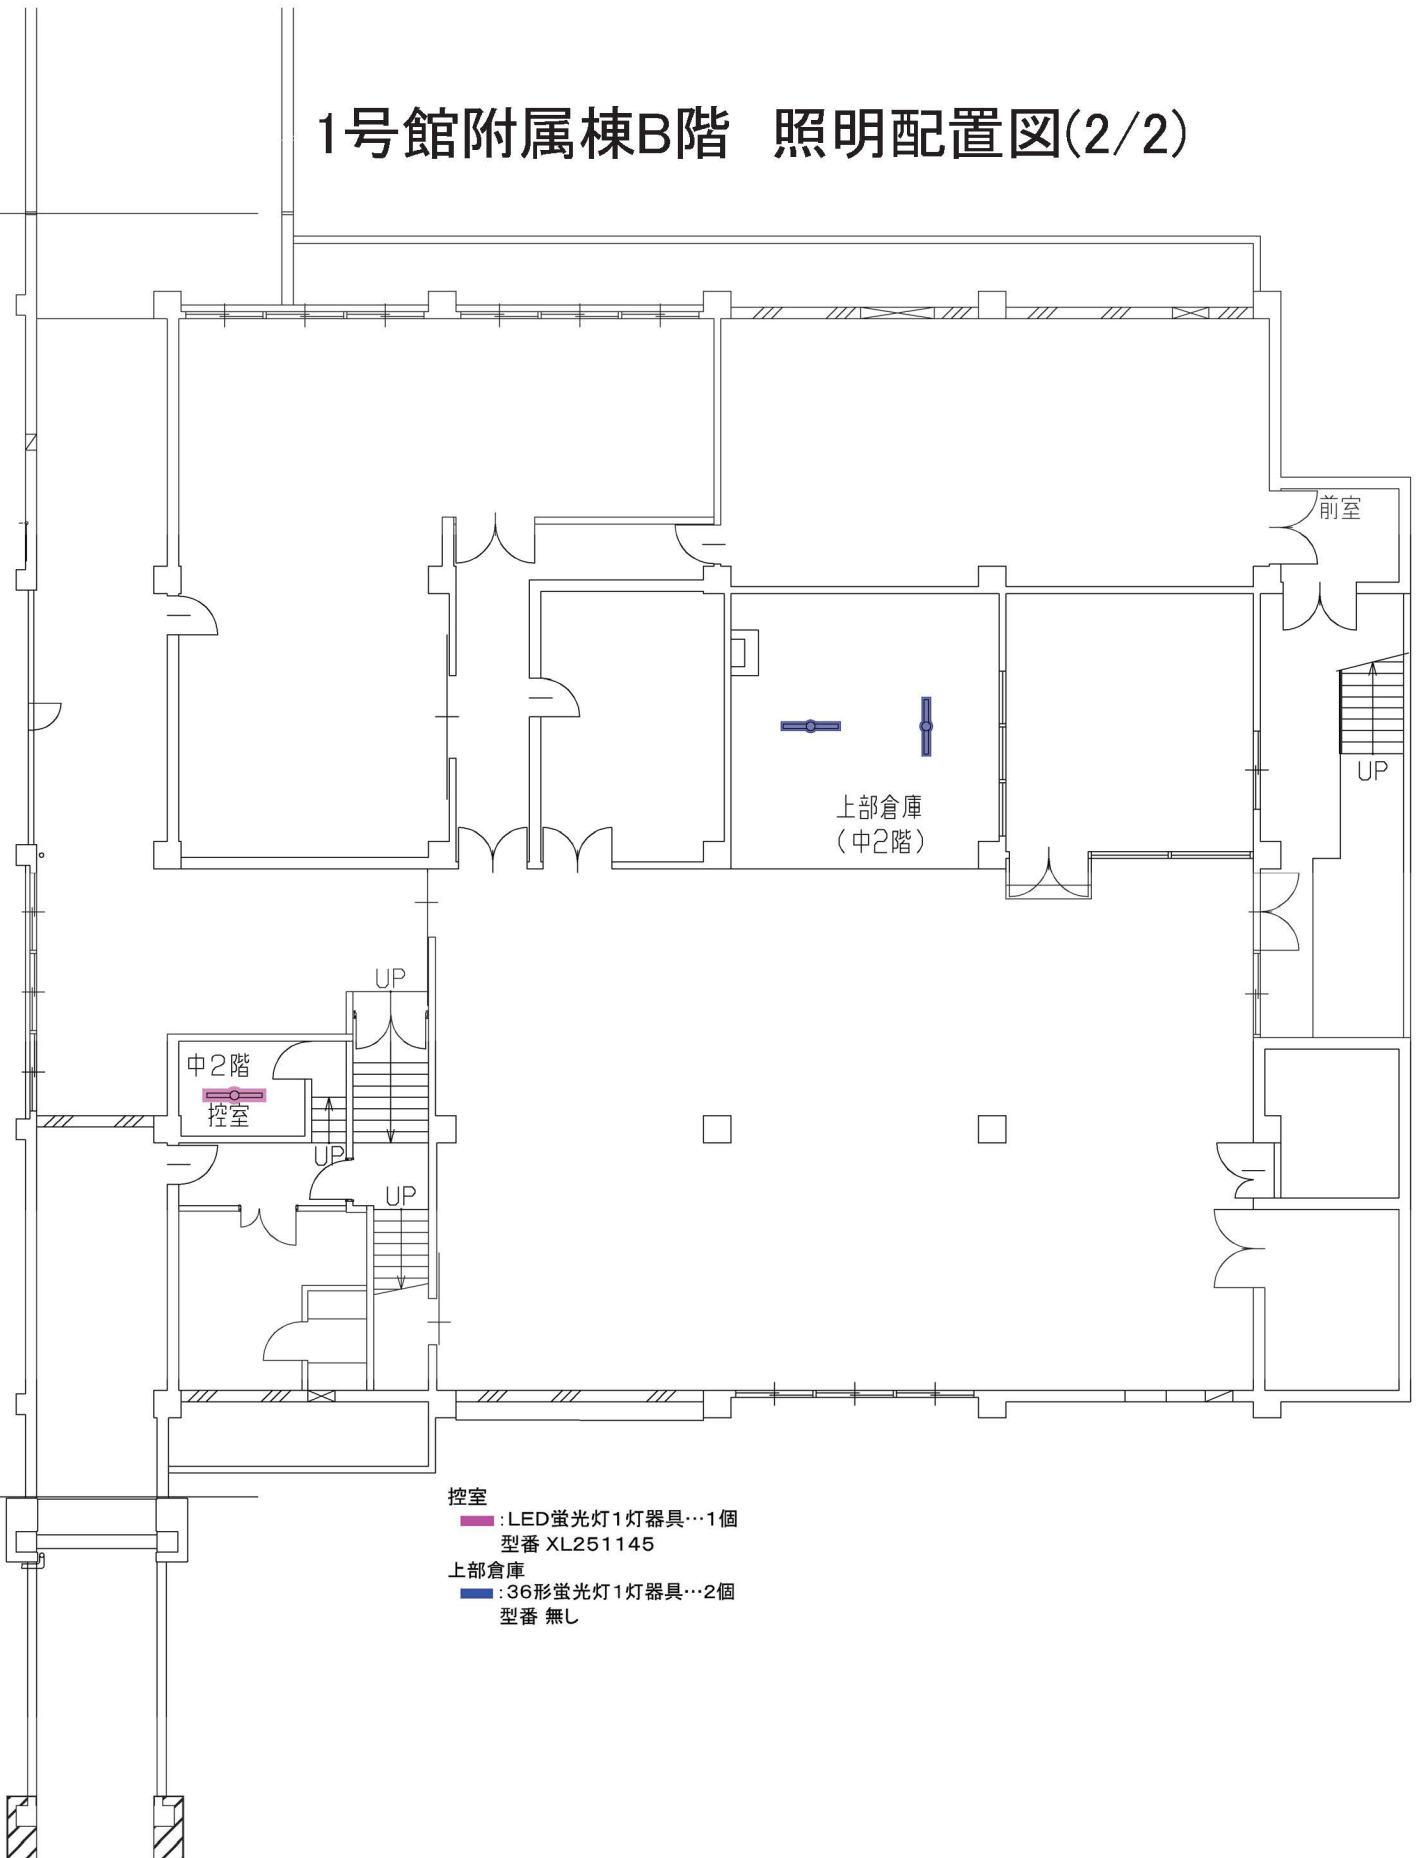 1号館附属棟B階　照明配置図(2/2)
前室
UP
上部倉庫
(中2階)
UP
中2階
控室
UP
UP
控室
:LED蛍光灯1灯器具…1個
型番 XL251145
上部倉庫
:36形蛍光灯1灯器具…2個
型番 無し